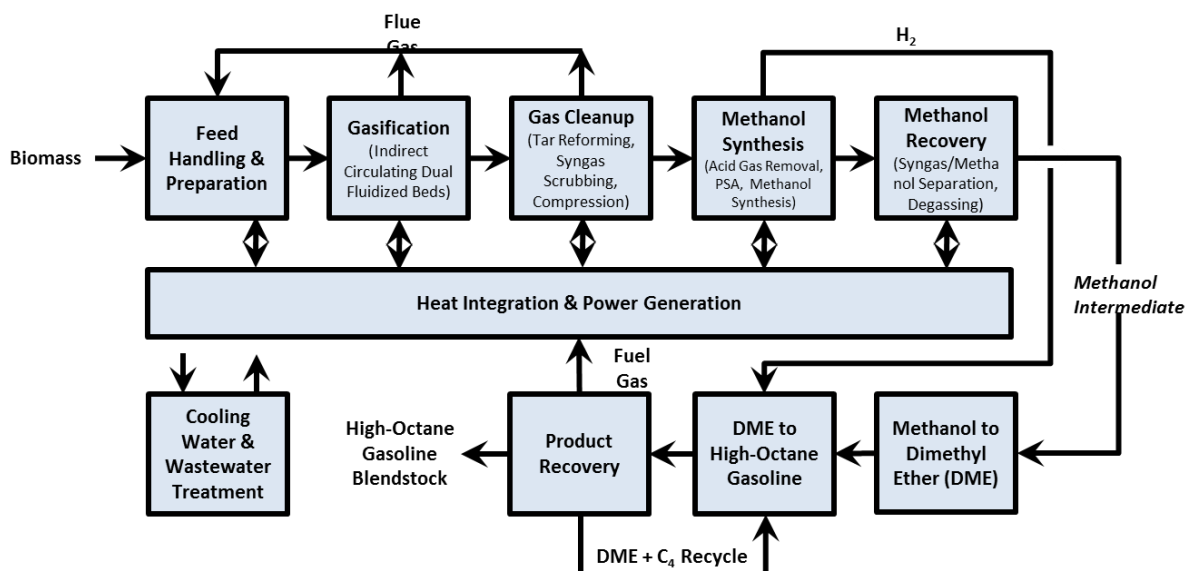 Flue
Gas
H₂
Biomass
Feed
Handling &
Preparation
Gasification
(Indirect
Circulating Dual
Fluidized Beds)
Gas Cleanup
(Tar Reforming,
Syngas
Scrubbing,
Compression)
Methanol
Synthesis
(Acid Gas Removal,
PSA, Methanol
Synthesis)
Methanol
Recovery
(Syngas/Metha
nol Separation,
Degassing)
Heat Integration & Power Generation
Methanol
Intermediate
Fuel
Gas
Cooling
Water &
Wastewater
Treatment
High-Octane
Gasoline
Blendstock
Product
Recovery
DME to
High-Octane
Gasoline
Methanol to
Dimethyl
Ether (DME)
DME + C₄ Recycle